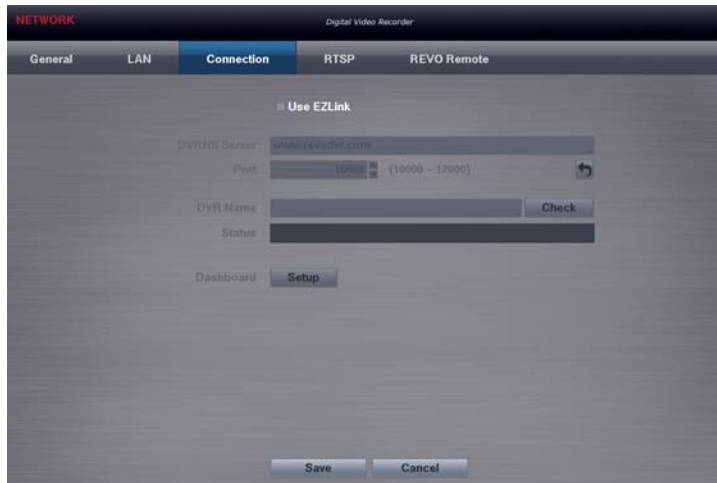 NETWORK
Digital Video Recorder
General LAN Connection RTSP REVO Remote
Use EZLink
DVRNS Server www.revodvr.com
Port (10000 ~ 12000)
DVR Name Check
Status
Dashboard Setup
Save Cancel